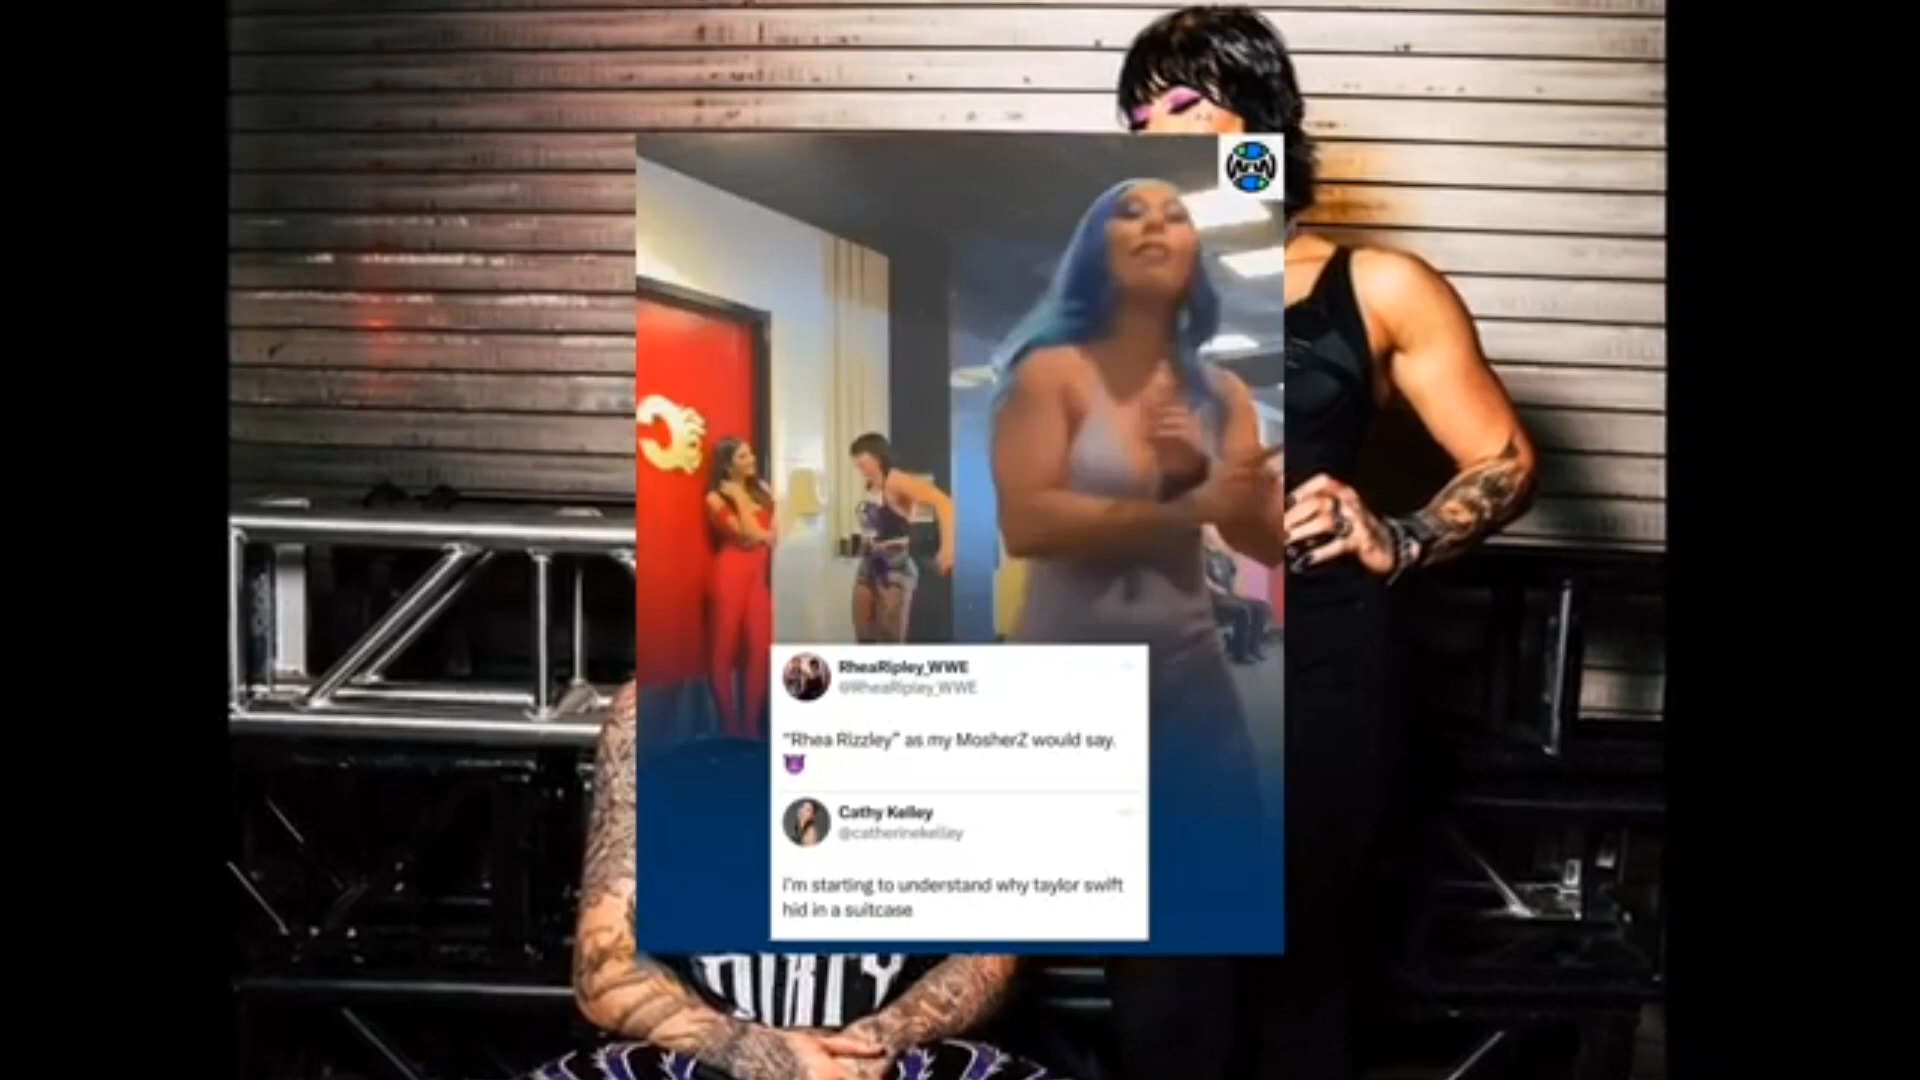 RheaRipley_WWE
@RheaRipley_WWE
"Rhea Rizzley" as my MosherZ would say.
😈
Cathy Kelley
@catherinekelley
i'm starting to understand why taylor swift
hid in a suitcase